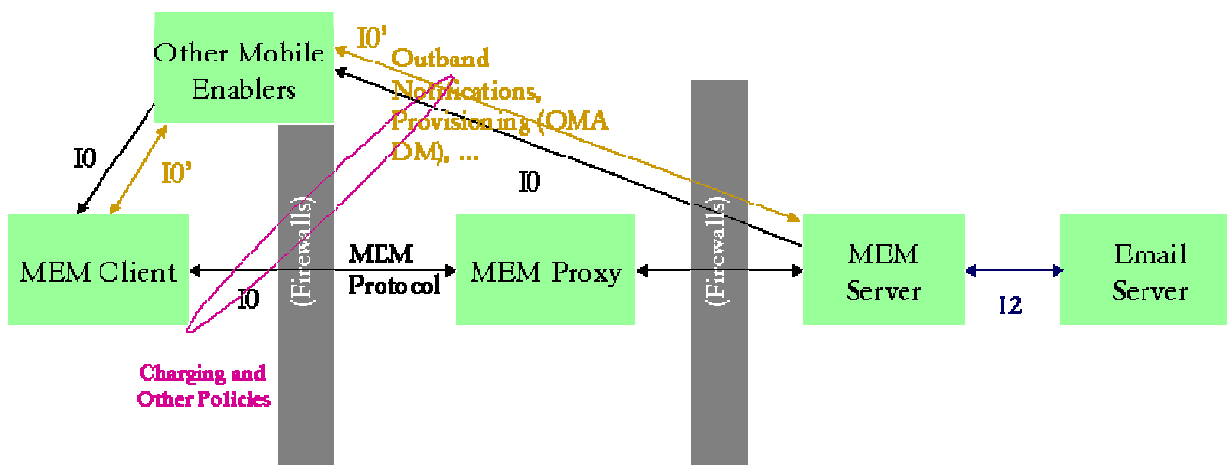 Other Mobile
Enablers
I0'
Outband
Notifications,
Provisioning (OMA
DM), ...
I0
I0'
I0
(Firewalls)
(Firewalls)
MEM Client
I0
MEM
Protocol
MEM Proxy
MEM
Server
I2
Email
Server
Charging and
Other Policies